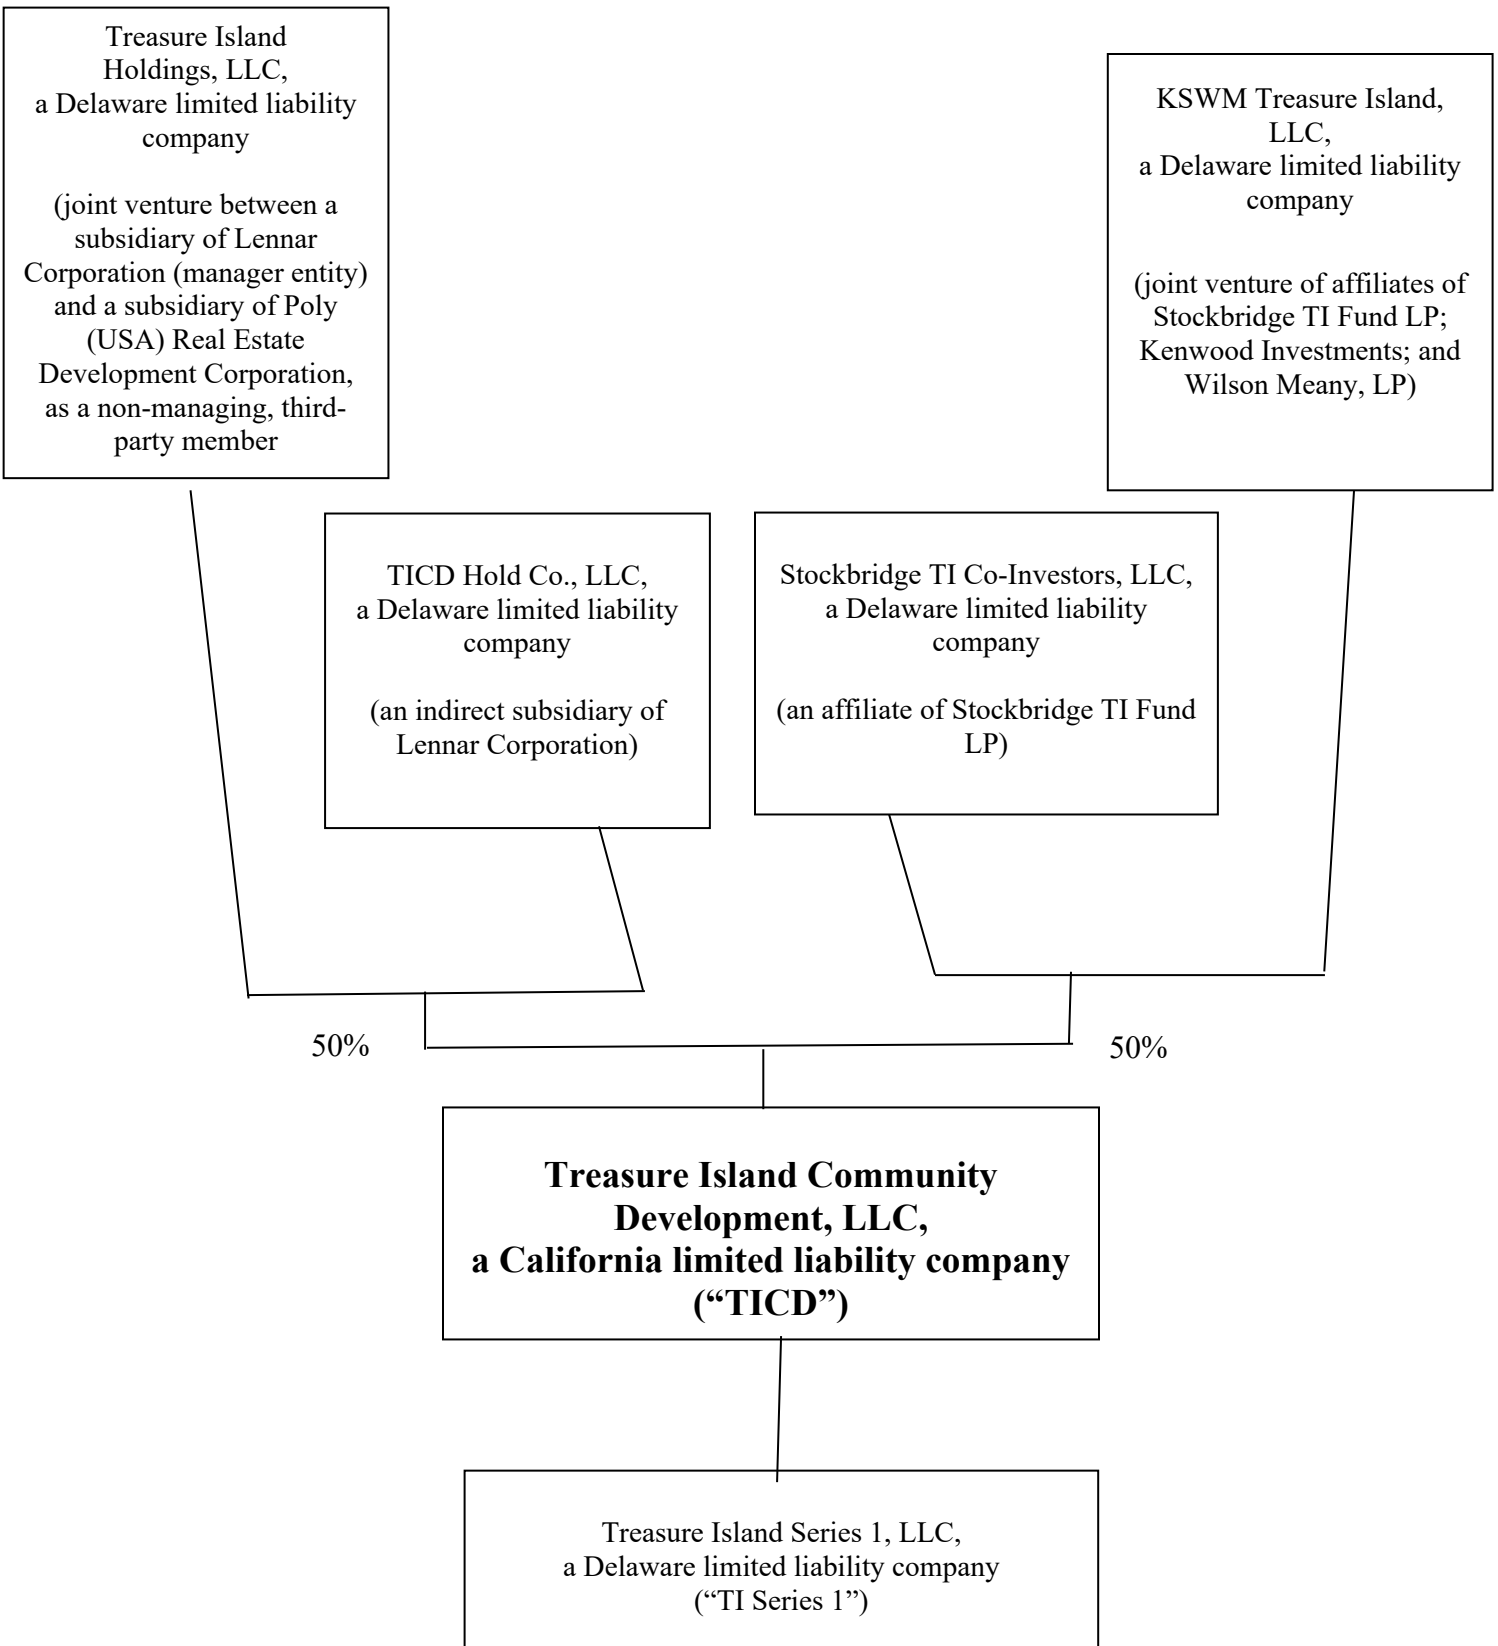 Treasure Island
Holdings, LLC,
a Delaware limited liability
company
(joint venture between a
subsidiary of Lennar
Corporation (manager entity)
and a subsidiary of Poly
(USA) Real Estate
Development Corporation,
as a non-managing, third-
party member
KSWM Treasure Island,
LLC,
a Delaware limited liability
company
(joint venture of affiliates of
Stockbridge TI Fund LP;
Kenwood Investments; and
Wilson Meany, LP)
TICD Hold Co., LLC,
a Delaware limited liability
company
(an indirect subsidiary of
Lennar Corporation)
Stockbridge TI Co-Investors, LLC,
a Delaware limited liability
company
(an affiliate of Stockbridge TI Fund
LP)
50%
50%
Treasure Island Community
Development, LLC,
a California limited liability company
(“TICD”)
Treasure Island Series 1, LLC,
a Delaware limited liability company
(“TI Series 1”)